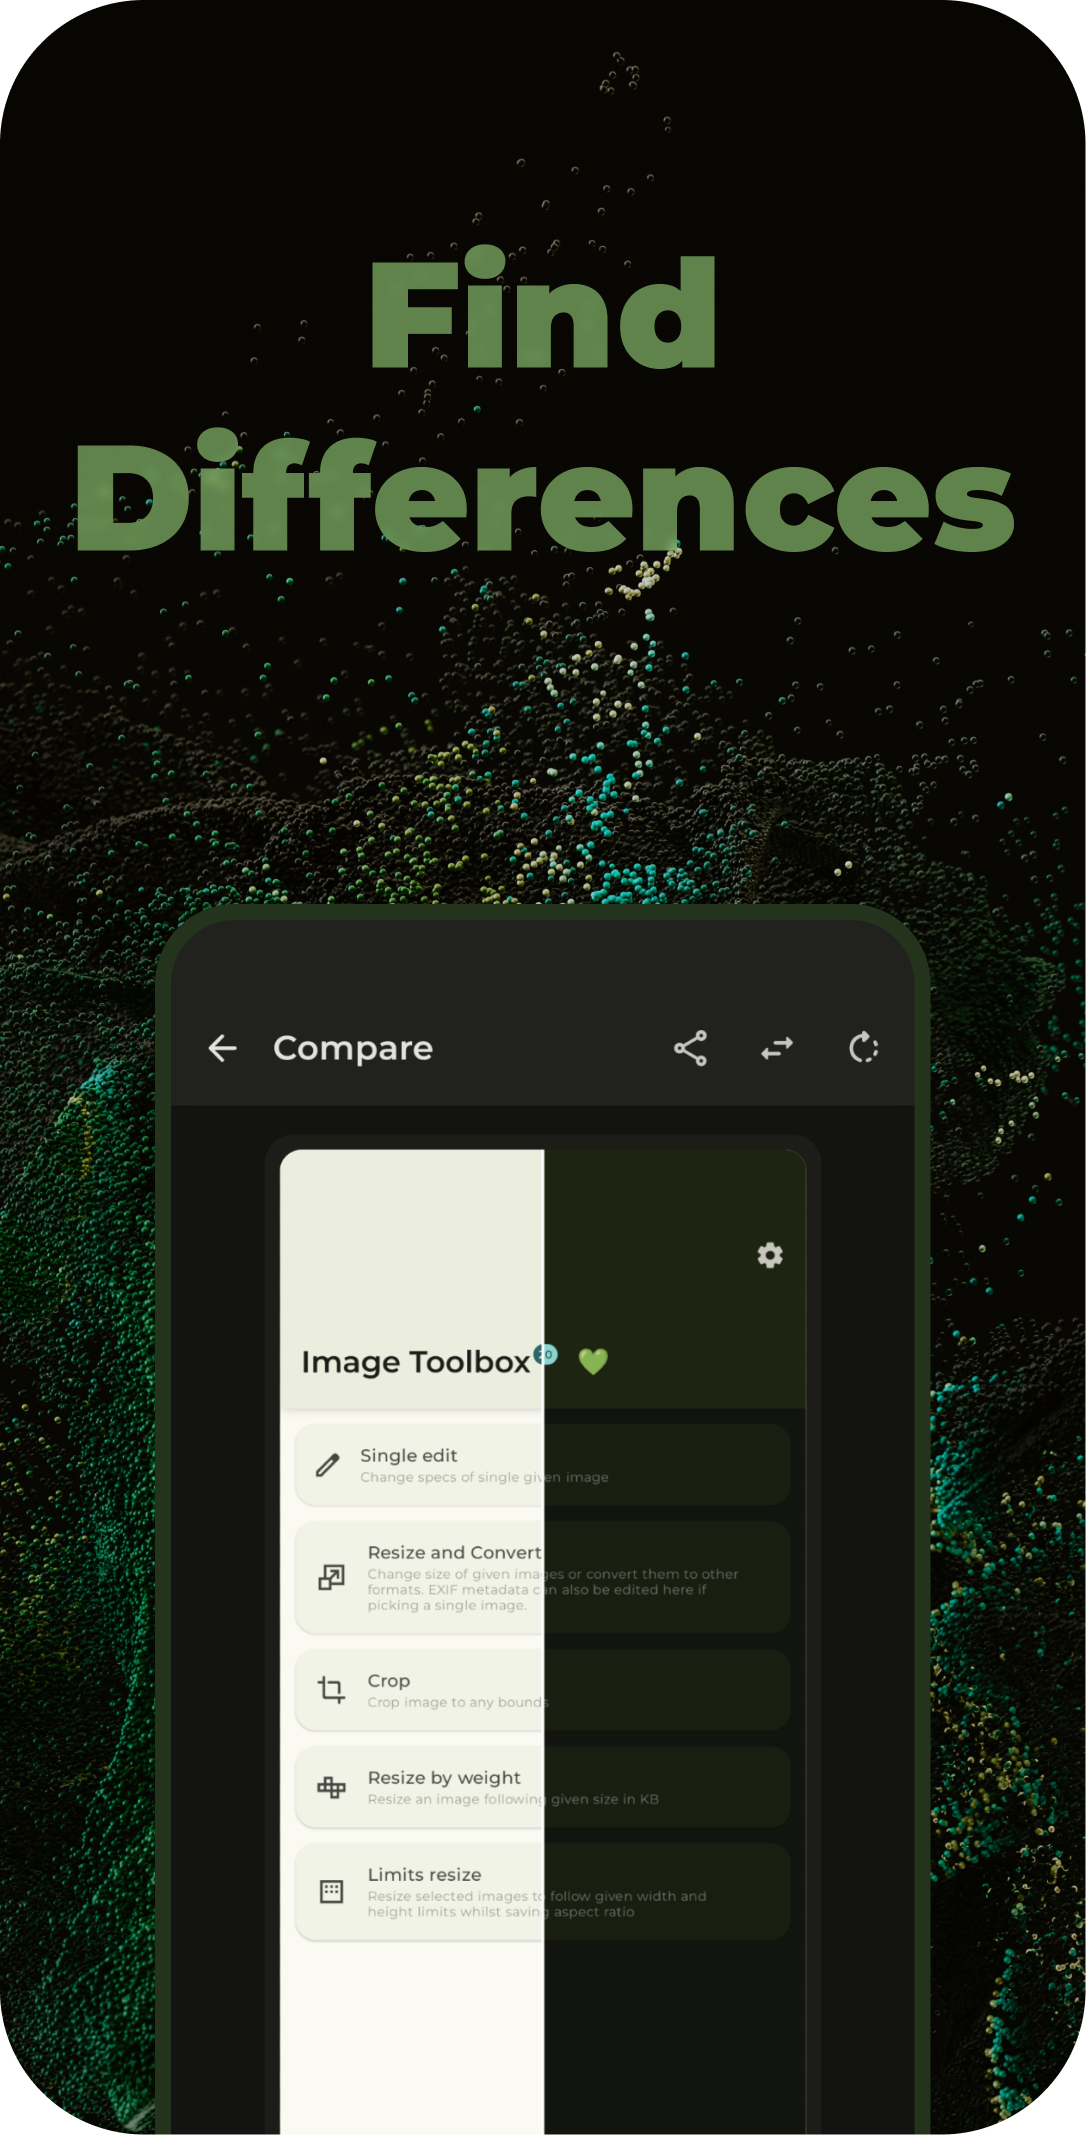 Find
Differences
Compare
Image Toolbox 💚
Single edit
Change specs of single given image
Resize and Convert
Change size of given images or convert them to other
formats. EXIF metadata can also be edited here if
picking a single image.
Crop
Crop image to any bounds
Resize by weight
Resize an image following given size in KB
Limits resize
Resize selected images to follow given width and
height limits whilst saving aspect ratio